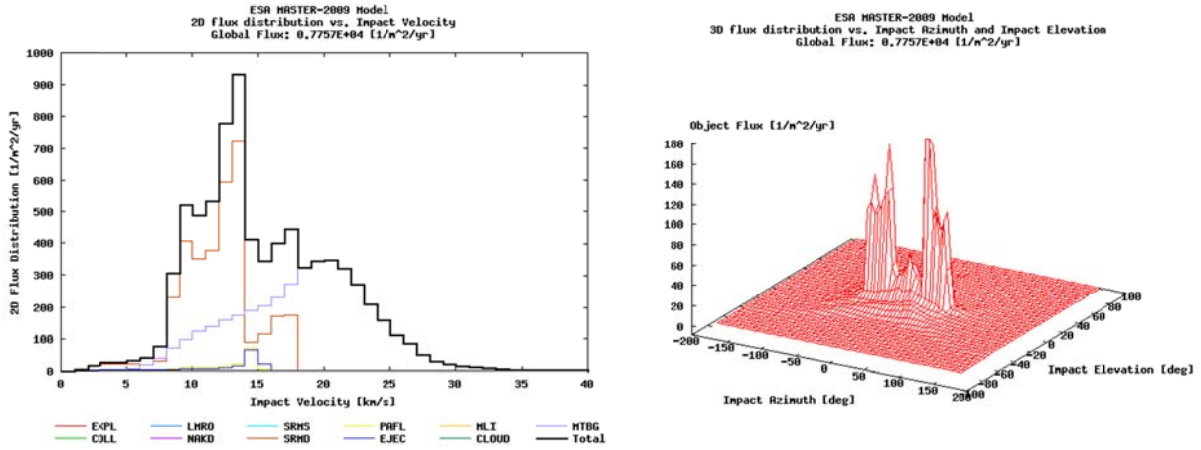 ESA MASTER-2009 Model
2D flux distribution vs. Impact Velocity
Global Flux: 0.7757E+04 [1/m^2/yr]
1000
900
800
700
600
500
400
300
200
100
0
2D Flux Distribution [1/m^2/yr]
0 5 10 15 20 25 30 35 40
Impact Velocity [km/s]
EXPL LMRO SRMS PAFL MLI MTBG
COLL NAKD SRMD EJEC CLOUD Total
ESA MASTER-2009 Model
3D flux distribution vs. Impact Azimuth and Impact Elevation
Global Flux: 0.7757E+04 [1/m^2/yr]
Object Flux [1/m^2/yr]
180
160
140
120
100
80
60
40
20
0
-200 -150 -100 -50 0 50 100 150 200
Impact Azimuth [deg]
-80 -60 -40 -20 0 20 40 60 80 100
Impact Elevation [deg]